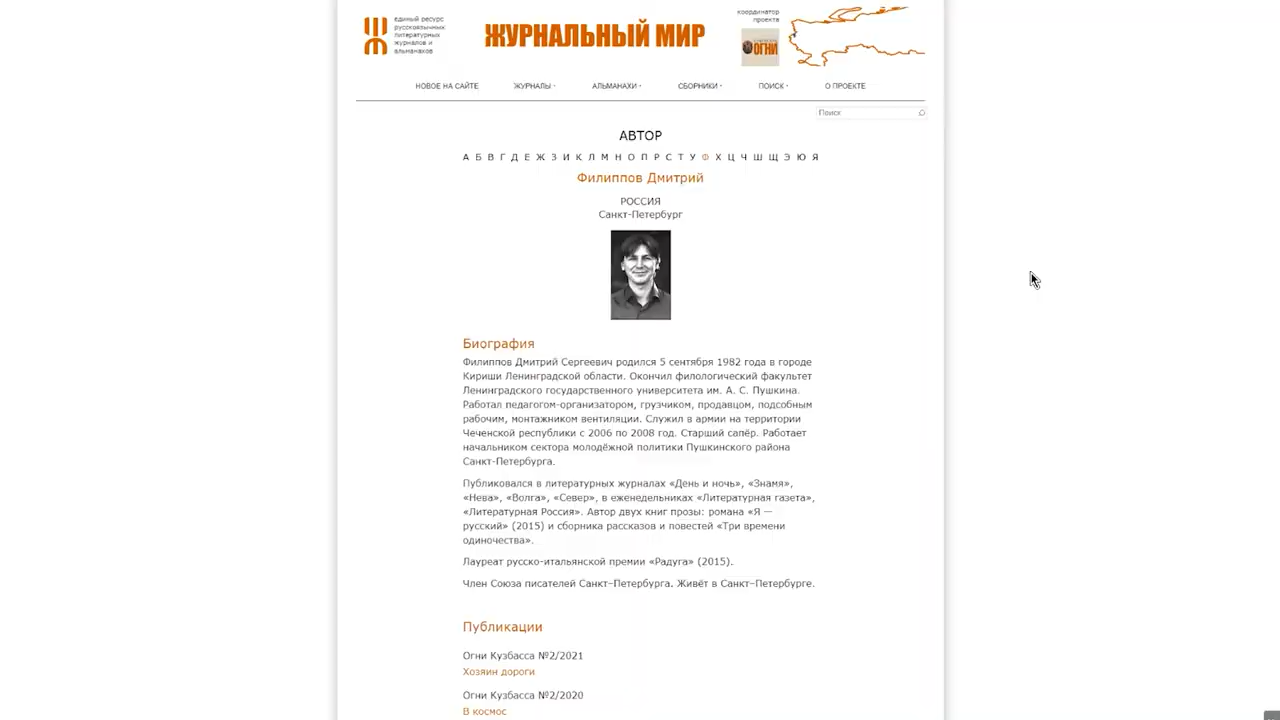 единый ресурс
русскоязычных
литературных
журналов и
альманахов
ЖУРНАЛЬНЫЙ МИР
координатор
проекта
ОГНИ
НОВОЕ НА САЙТЕ ЖУРНАЛЫ АЛЬМАНАХИ СБОРНИКИ ПОИСК О ПРОЕКТЕ
Поиск
АВТОР
А Б В Г Д Е Ж З И К Л М Н О П Р С Т У Ф Х Ц Ч Ш Щ Э Ю Я
Филиппов Дмитрий
РОССИЯ
Санкт-Петербург
Биография
Филиппов Дмитрий Сергеевич родился 5 сентября 1982 года в городе
Кириши Ленинградской области. Окончил филологический факультет
Ленинградского государственного университета им. А. С. Пушкина.
Работал педагогом-организатором, грузчиком, продавцом, подсобным
рабочим, монтажником вентиляции. Служил в армии на территории
Чеченской республики с 2006 по 2008 год. Старший сапёр. Работает
начальником сектора молодёжной политики Пушкинского района
Санкт-Петербурга.
Публиковался в литературных журналах «День и ночь», «Знамя»,
«Нева», «Волга», «Север», в еженедельниках «Литературная газета»,
«Литературная Россия». Автор двух книг прозы: романа «Я —
русский» (2015) и сборника рассказов и повестей «Три времени
одиночества».
Лауреат русско-итальянской премии «Радуга» (2015).
Член Союза писателей Санкт–Петербурга. Живёт в Санкт–Петербурге.
Публикации
Огни Кузбасса №2/2021
Хозяин дороги
Огни Кузбасса №2/2020
В космос